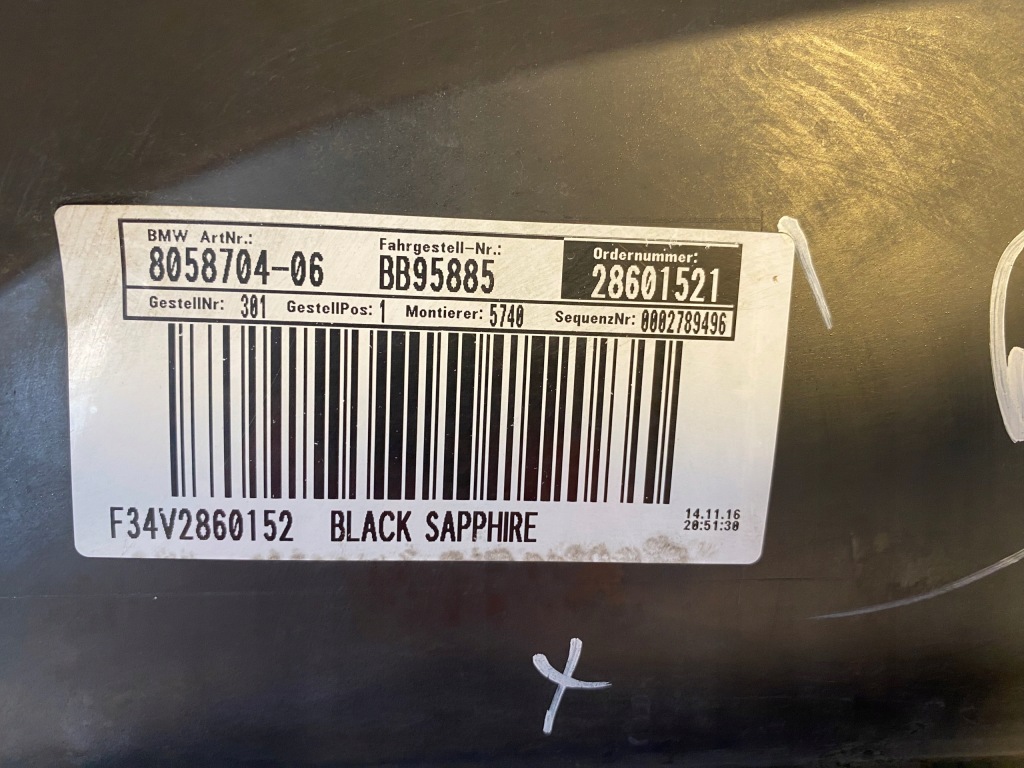 BMW ArtNr.: Fahrgestell-Nr.: Ordernummer:
8058704-06 BB95885 28601521
GestellNr: 301 GestellPos: 1 Montierer: 5740 SequenzNr: 0002789496
F34V2860152 BLACK SAPPHIRE
14.11.16
20:51:30